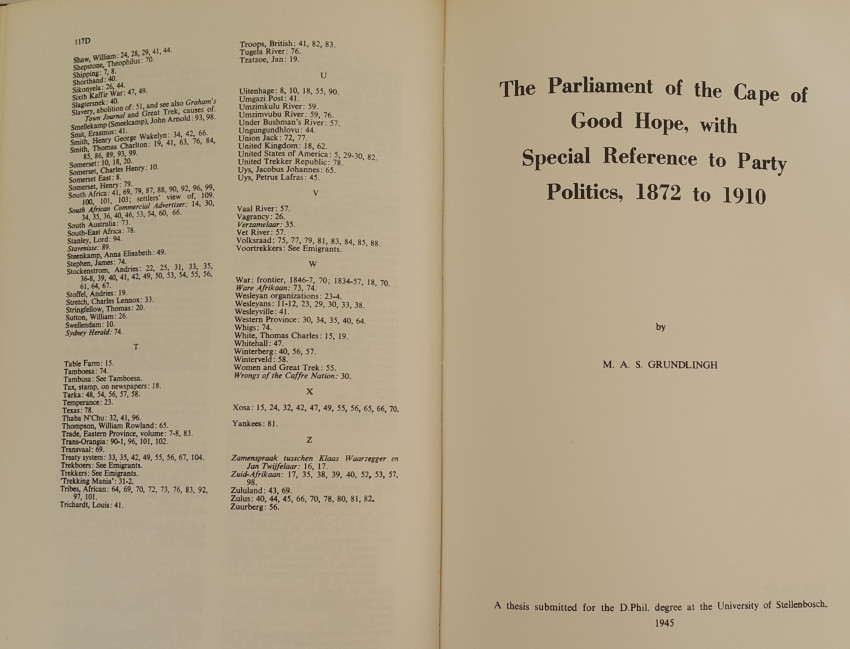 117D
Shaw, William: 24, 28, 29, 41, 44.
Shepstone, Theophilus: 70.
Shipping: 7, 8.
Shorthand: 40.
Sikonyela: 26, 44.
Sixth Kaffir War: 47, 49.
Slagtersnek: 40.
Slavery, abolition of: 51, and see also Graham's
Town Journal and Great Trek, causes of.
Smellekamp (Smeelcamp), John Arnold: 93, 98.
Smit, Erasmus: 41.
Smith, Henry George Wakelyn: 34, 42, 66.
Smith, Thomas Charlton: 19, 41, 63, 76, 84,
85, 86, 89, 93, 99.
Somerset: 10, 18, 20.
Somerset, Charles Henry: 10.
Somerset East: 8.
Somerset, Henry: 79.
South Africa: 41, 69, 79, 87, 88, 90, 92, 96, 99,
100, 101, 103; settlers' view of, 109.
South African Commercial Advertiser: 14, 30,
34, 35, 36, 40, 46, 53, 54, 60, 66.
South Australia: 73.
South-East Africa: 78.
Stanley, Lord: 94.
Stavenisse: 89.
Steenkamp, Anna Elisabeth: 49.
Stephen, James: 74.
Stockenstrom, Andries: 22, 25, 31, 33, 35,
36-8, 39, 40, 41, 42, 49, 50, 53, 54, 55, 56,
61, 64, 67.
Stoffel, Andries: 19.
Stretch, Charles Lennox: 33.
Stringfellow, Thomas: 20.
Sutton, William: 26.
Swellendam: 10.
Sydney Herald: 74.
T
Table Farm: 15.
Tamboesa: 74.
Tambusa: See Tamboesa.
Tax, stamp, on newspapers: 18.
Tarka: 48, 54, 56, 57, 58.
Temperance: 23.
Texas: 78.
Thaba N'Chu: 32, 41, 96.
Thompson, William Rowland: 65.
Trade, Eastern Province, volume: 7-8, 83.
Trans-Orangia: 90-1, 96, 101, 102.
Transvaal: 69.
Treaty system: 33, 35, 42, 49, 55, 56, 67, 104.
Trekboers: See Emigrants.
Trekkers: See Emigrants.
'Trekking Mania': 31-2.
Tribes, African: 64, 69, 70, 72, 73, 76, 83, 92,
97, 101.
Trichardt, Louis: 41.
Troops, British: 41, 82, 83.
Tugela River: 76.
Tzatzoe, Jan: 19.
U
Uitenhage: 8, 10, 18, 55, 90.
Umgazi Post: 41.
Umzimkulu River: 59.
Umzimvubu River: 59, 76.
Under Bushman's River: 57.
Ungungundhlovu: 44.
Union Jack: 72, 77.
United Kingdom: 18, 62.
United States of America: 5, 29-30, 82.
United Trekker Republic: 78.
Uys, Jacobus Johannes: 65.
Uys, Petrus Lafras: 45.
V
Vaal River: 57.
Vagrancy: 26.
Verzamelaar: 35.
Vet River: 57.
Volksraad: 75, 77, 79, 81, 83, 84, 85, 88.
Voortrekkers: See Emigrants.
W
War: frontier, 1846-7, 70; 1834-57, 18, 70.
Ware Afrikaan: 73, 74.
Wesleyan organizations: 23-4.
Wesleyans: 11-12, 23, 29, 30, 33, 38.
Wesleyville: 41.
Western Province: 30, 34, 35, 40, 64.
Whigs: 74.
White, Thomas Charles: 15, 19.
Whitehall: 47.
Winterberg: 40, 56, 57.
Winterveld: 58.
Women and Great Trek: 55.
Wrongs of the Caffre Nation: 30.
X
Xosa: 15, 24, 32, 42, 47, 49, 55, 56, 65, 66, 70.
Yankees: 81.
Z
Zamenspraak tusschen Klaas Waarzegger en
Jan Twijfelaar: 16, 17.
Zuid-Afrikaan: 17, 35, 38, 39, 40, 52, 53, 57,
98.
Zululand: 43, 69.
Zulus: 40, 44, 45, 66, 70, 78, 80, 81, 82.
Zuurberg: 56.
The Parliament of the Cape of
Good Hope, with
Special Reference to Party
Politics, 1872 to 1910
by
M. A. S. GRUNDLINGH
A thesis submitted for the D.Phil. degree at the University of Stellenbosch,
1945